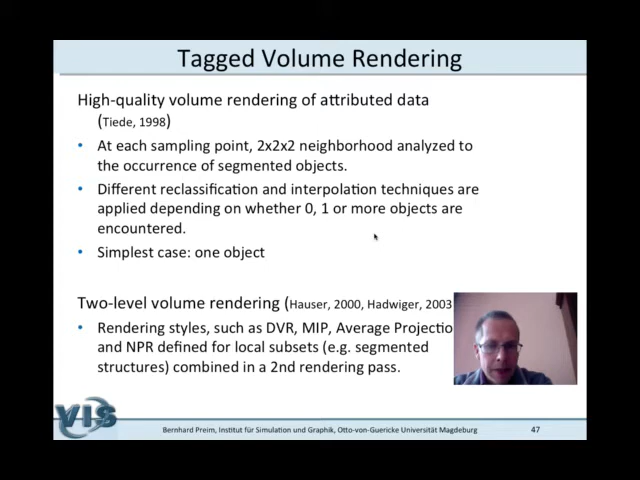 Tagged Volume Rendering
High-quality volume rendering of attributed data
(Tiede, 1998)
• At each sampling point, 2x2x2 neighborhood analyzed to
the occurrence of segmented objects.
• Different reclassification and interpolation techniques are
applied depending on whether 0, 1 or more objects are
encountered.
• Simplest case: one object
Two-level volume rendering (Hauser, 2000, Hadwiger, 2003
• Rendering styles, such as DVR, MIP, Average Projectio
and NPR defined for local subsets (e.g. segmented
structures) combined in a 2nd rendering pass.
VIS
Bernhard Preim, Institut für Simulation und Graphik, Otto-von-Guericke Universität Magdeburg
47